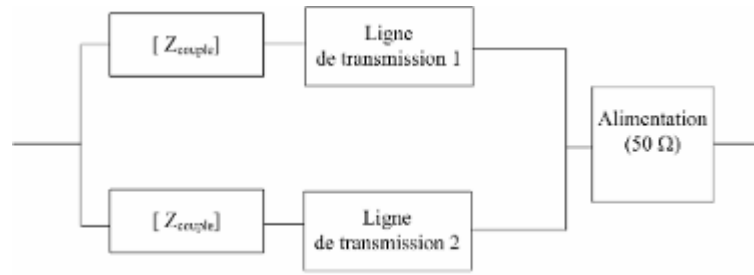 [ Zcouple]
Ligne
de transmission 1
Alimentation
(50 Ω)
[ Zcouple]
Ligne
de transmission 2